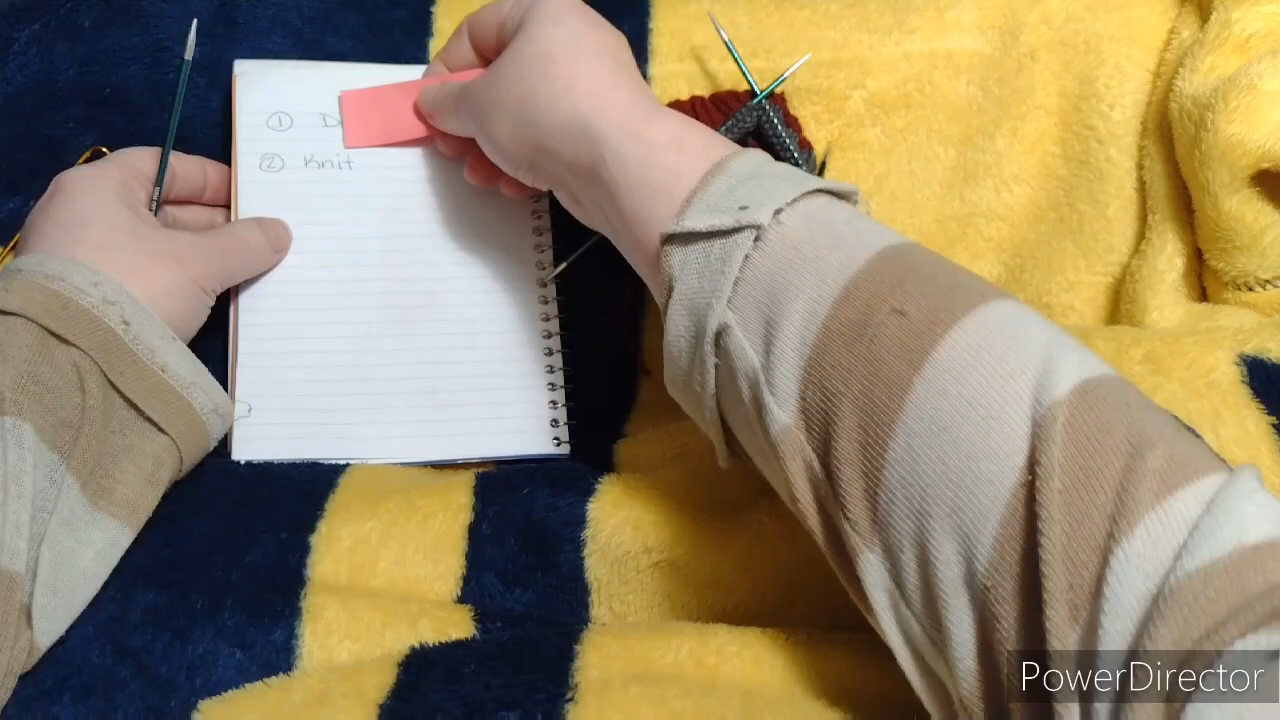 ① D
② Knit
PowerDirector